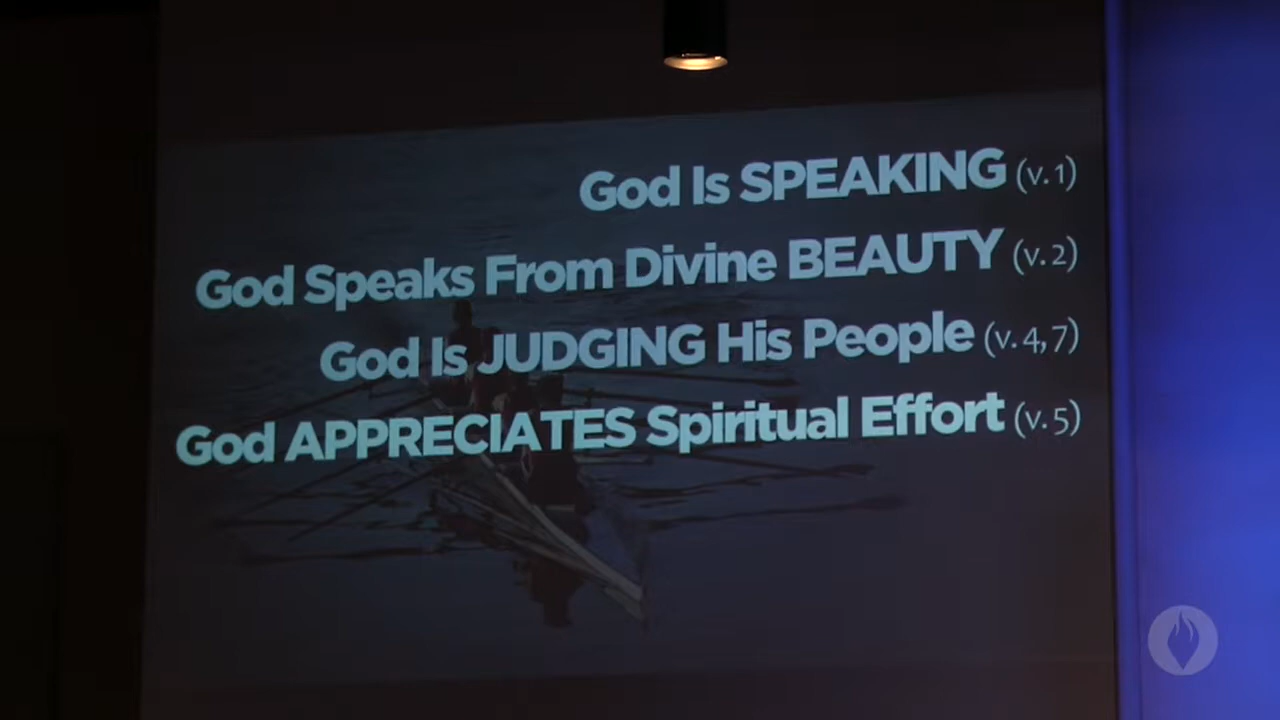 God Is SPEAKING (v. 1)
God Speaks From Divine BEAUTY (v. 2)
God Is JUDGING His People (v. 4, 7)
God APPRECIATES Spiritual Effort (v. 5)